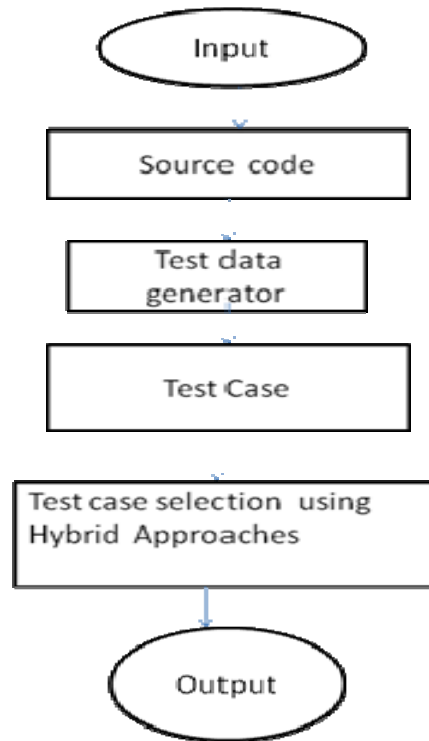 Input
Source code
Test data
generator
Test Case
Test case selection using
Hybrid Approaches
Output